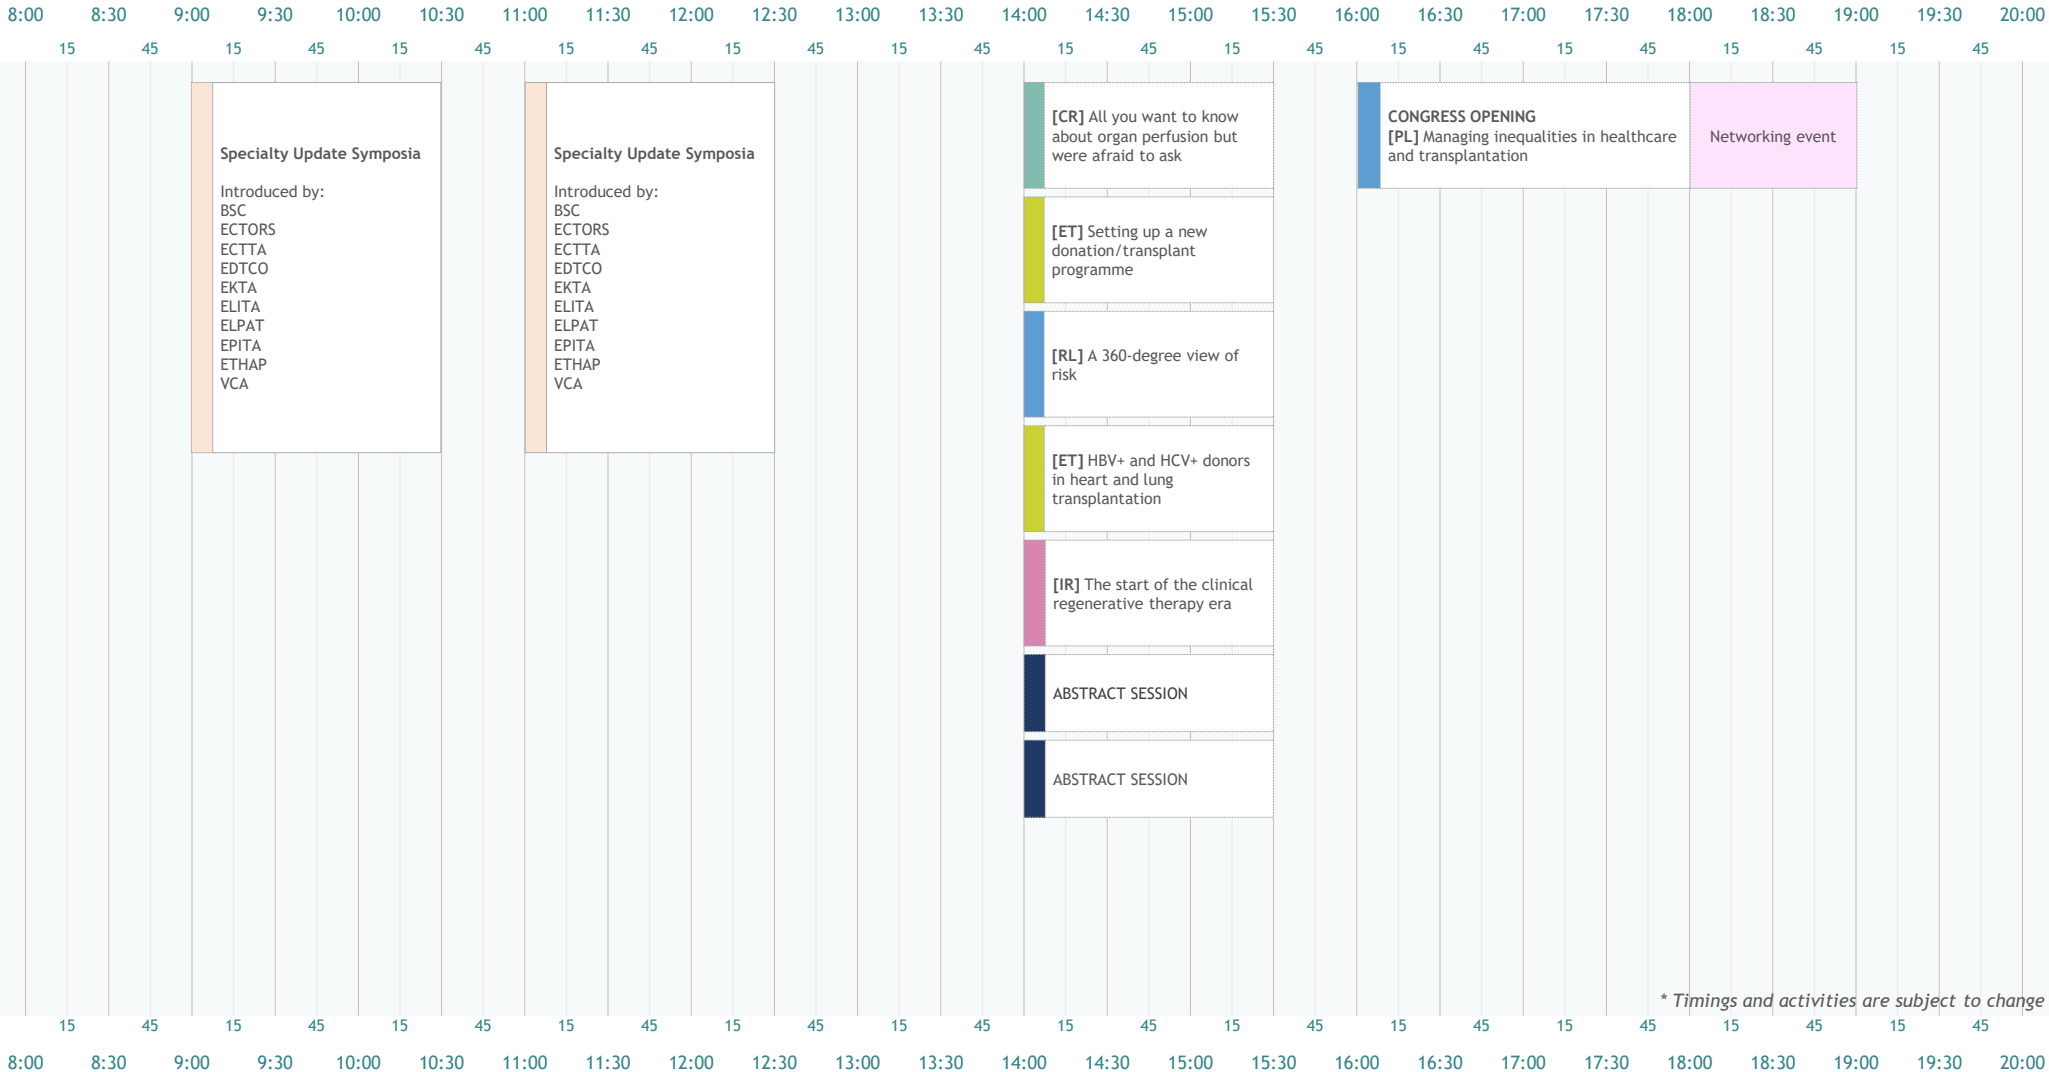 8:00 8:30 9:00 9:30 10:00 10:30 11:00 11:30 12:00 12:30 13:00 13:30 14:00 14:30 15:00 15:30 16:00 16:30 17:00 17:30 18:00 18:30 19:00 19:30 20:00
15 45 15 45 15 45 15 45 15 45 15 45 15 45 15 45 15 45 15 45 15 45 15 45
Specialty Update Symposia
Introduced by:
BSC
ECTORS
ECTTA
EDTCO
EKTA
ELITA
ELPAT
EPITA
ETHAP
VCA
Specialty Update Symposia
Introduced by:
BSC
ECTORS
ECTTA
EDTCO
EKTA
ELITA
ELPAT
EPITA
ETHAP
VCA
[CR] All you want to know
about organ perfusion but
were afraid to ask
[ET] Setting up a new
donation/transplant
programme
[RL] A 360-degree view of
risk
[ET] HBV+ and HCV+ donors
in heart and lung
transplantation
[IR] The start of the clinical
regenerative therapy era
ABSTRACT SESSION
ABSTRACT SESSION
CONGRESS OPENING
[PL] Managing inequalities in healthcare
and transplantation
Networking event
* Timings and activities are subject to change
15 45 15 45 15 45 15 45 15 45 15 45 15 45 15 45 15 45 15 45 15 45 15 45
8:00 8:30 9:00 9:30 10:00 10:30 11:00 11:30 12:00 12:30 13:00 13:30 14:00 14:30 15:00 15:30 16:00 16:30 17:00 17:30 18:00 18:30 19:00 19:30 20:00